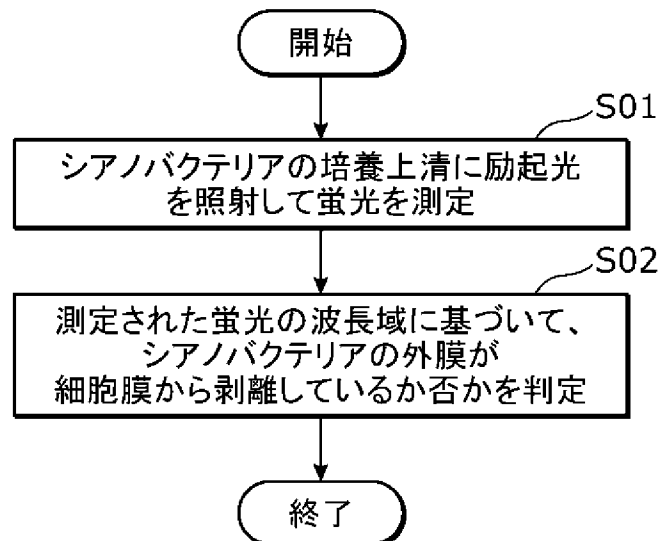 開始
S01
シアノバクテリアの培養上清に励起光
を照射して蛍光を測定
S02
測定された蛍光の波長域に基づいて、
シアノバクテリアの外膜が
細胞膜から剥離しているか否かを判定
終了